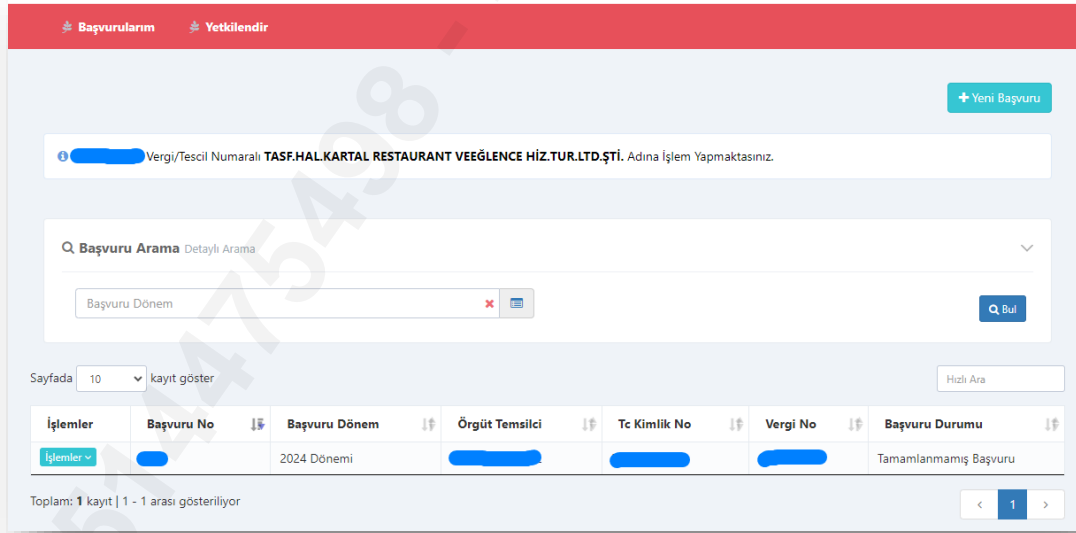 Başvurularım Yetkilendir
Yeni Başvuru
Vergi/Tescil Numaralı TASF.HAL.KARTAL RESTAURANT VEEĞLENCE HİZ.TUR.LTD.ŞTİ. Adına İşlem Yapmaktasınız.
Başvuru Arama Detaylı Arama
Başvuru Dönem
Bul
Sayfada 10 kayıt göster
Hızlı Ara
İşlemler Başvuru No Başvuru Dönem Örgüt Temsilci Tc Kimlik No Vergi No Başvuru Durumu
İşlemler 2024 Dönemi Tamamlanmamış Başvuru
Toplam: 1 kayıt | 1 - 1 arası gösteriliyor
< 1 >